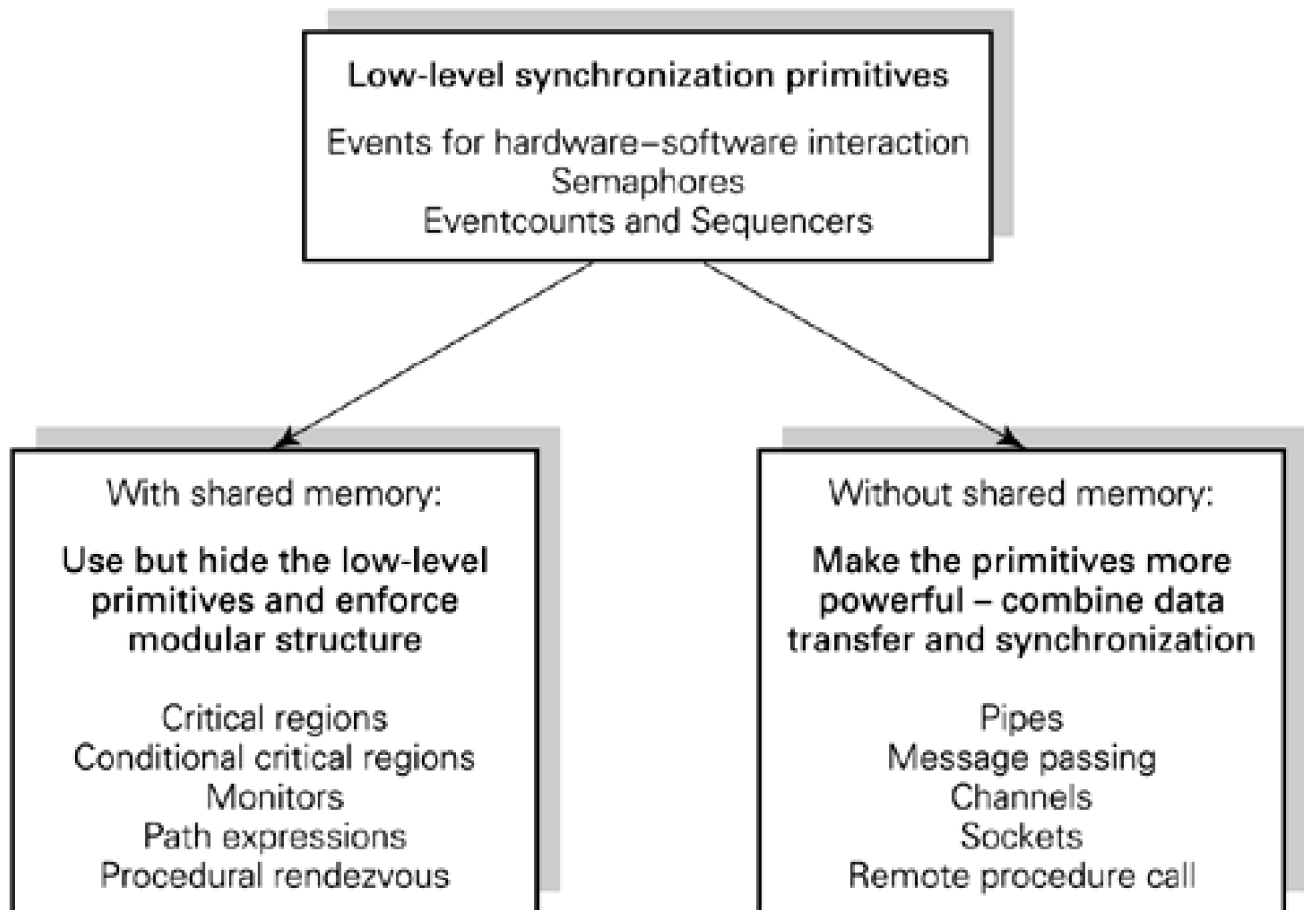 Low-level synchronization primitives
Events for hardware–software interaction
Semaphores
Eventcounts and Sequencers
With shared memory:
Use but hide the low-level
primitives and enforce
modular structure
Critical regions
Conditional critical regions
Monitors
Path expressions
Procedural rendezvous
Without shared memory:
Make the primitives more
powerful – combine data
transfer and synchronization
Pipes
Message passing
Channels
Sockets
Remote procedure call